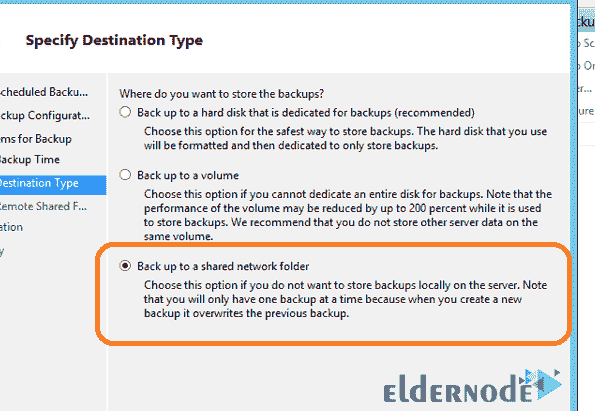 Specify Destination Type
Scheduled Backu...
ckup Configurat...
ms for Backup
Backup Time
Destination Type
Remote Shared F...
ation
y
Where do you want to store the backups?
Back up to a hard disk that is dedicated for backups (recommended)
Choose this option for the safest way to store backups. The hard disk that you use
will be formatted and then dedicated to only store backups.
Back up to a volume
Choose this option if you cannot dedicate an entire disk for backups. Note that the
performance of the volume may be reduced by up to 200 percent while it is used
to store backups. We recommend that you do not store other server data on the
same volume.
Back up to a shared network folder
Choose this option if you do not want to store backups locally on the server. Note
that you will only have one backup at a time because when you create a new
backup it overwrites the previous backup.
ckup
Sc
On
er...
ure
eldernode